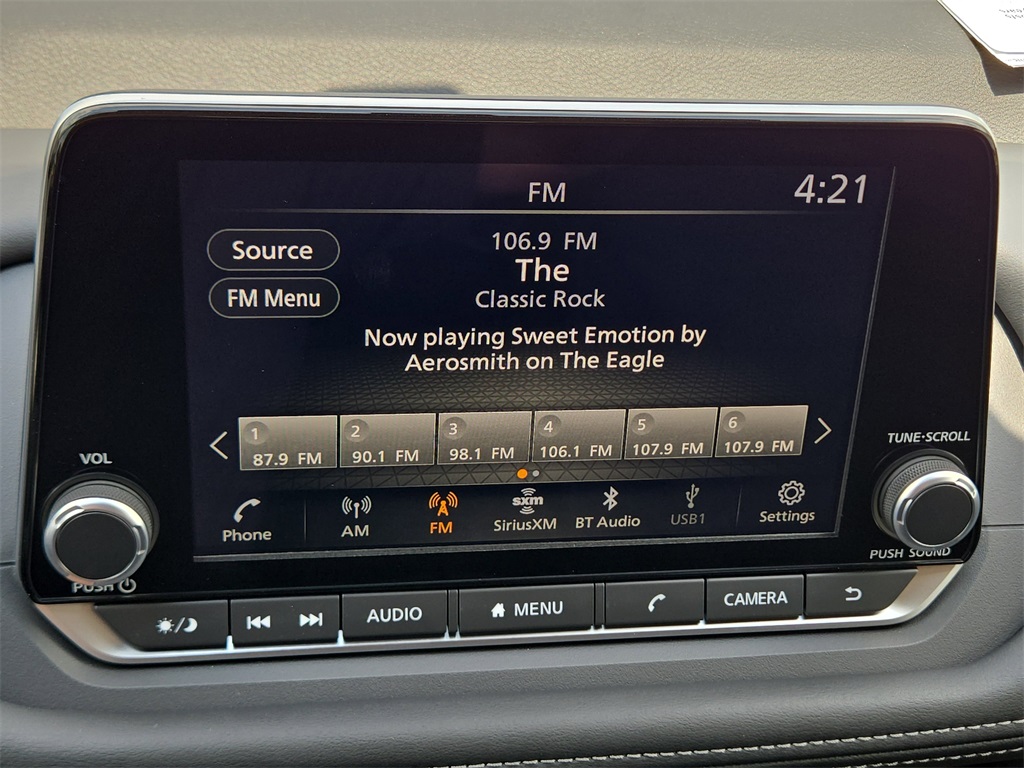 FM
4:21
Source
106.9 FM
The
FM Menu
Classic Rock
Now playing Sweet Emotion by
Aerosmith on The Eagle
1
87.9 FM
2
90.1 FM
3
98.1 FM
4
106.1 FM
5
107.9 FM
6
107.9 FM
VOL
TUNE·SCROLL
Phone
AM
FM
sxm
SiriusXM
BT Audio
USB1
Settings
PUSH
PUSH SOUND
AUDIO
MENU
CAMERA